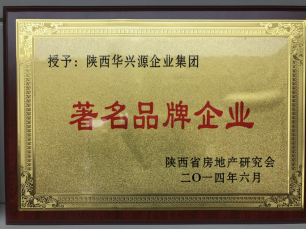 授予：陕西华兴源企业集团
著名品牌企业
陕西省房地产研究会
二〇一四年六月